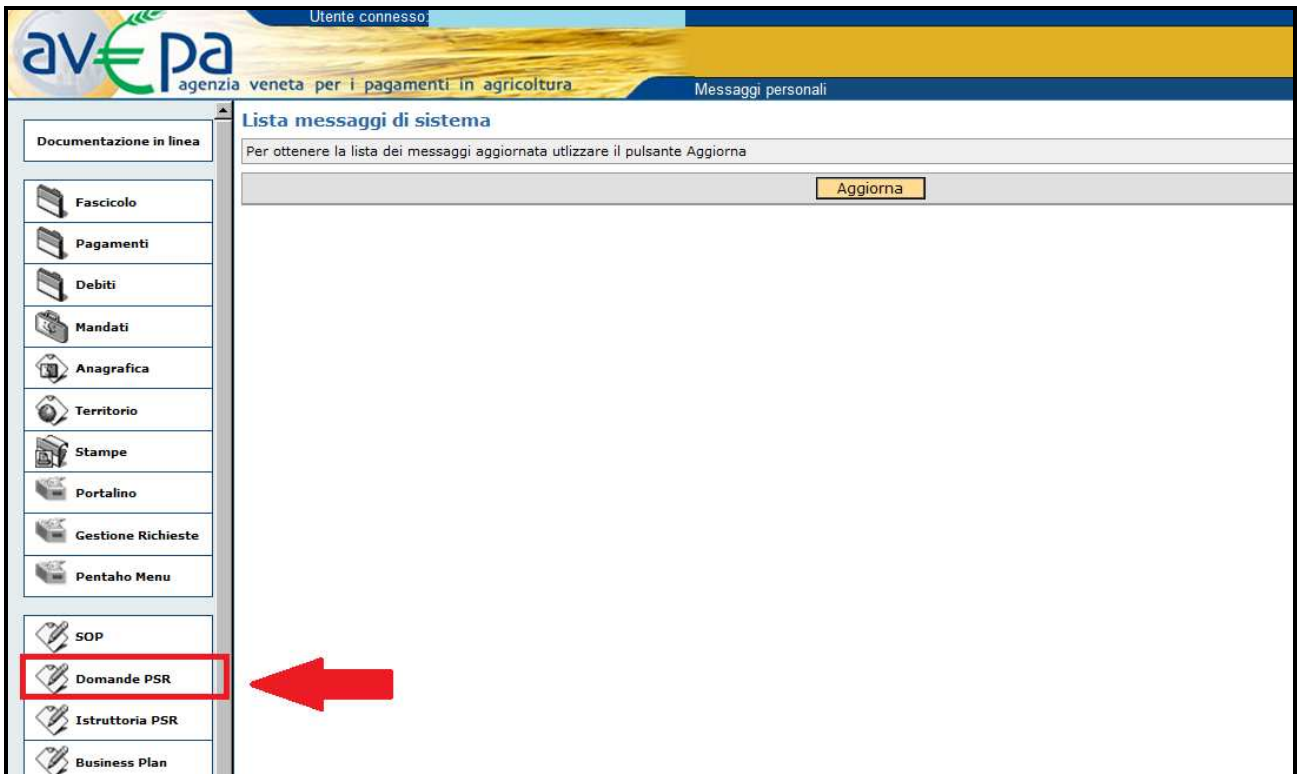 Utente connesso:
av€pa
agenzia veneta per i pagamenti in agricoltura
Messaggi personali
Documentazione in linea
Fascicolo
Pagamenti
Debiti
Mandati
Anagrafica
Territorio
Stampe
Portalino
Gestione Richieste
Pentaho Menu
SOP
Domande PSR
Istruttoria PSR
Business Plan
Lista messaggi di sistema
Per ottenere la lista dei messaggi aggiornata utlizzare il pulsante Aggiorna
Aggiorna